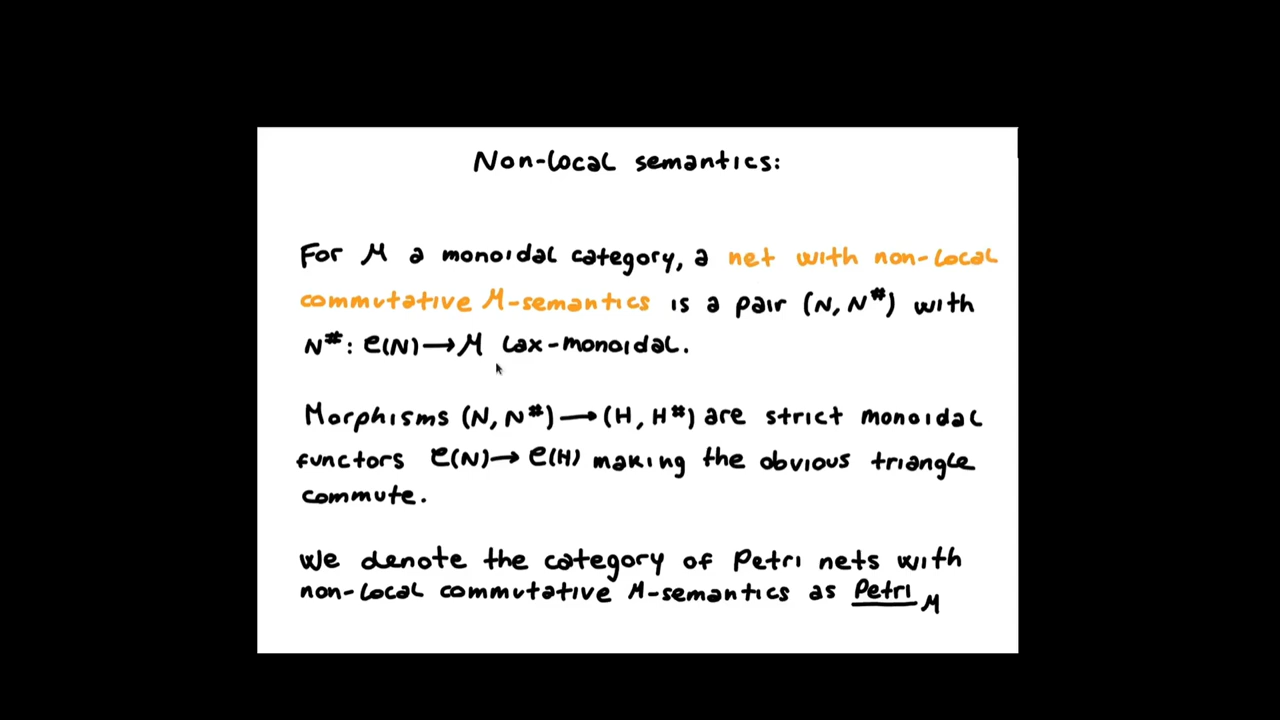 Non-local semantics:
For M a monoidal category, a net with non-local
commutative M-semantics is a pair (N, N#) with
N#: C(N) → M lax-monoidal.
Morphisms (N, N#) → (H, H#) are strict monoidal
functors C(N) → C(H) making the obvious triangle
commute.
We denote the category of Petri nets with
non-local commutative M-semantics as Petri_M